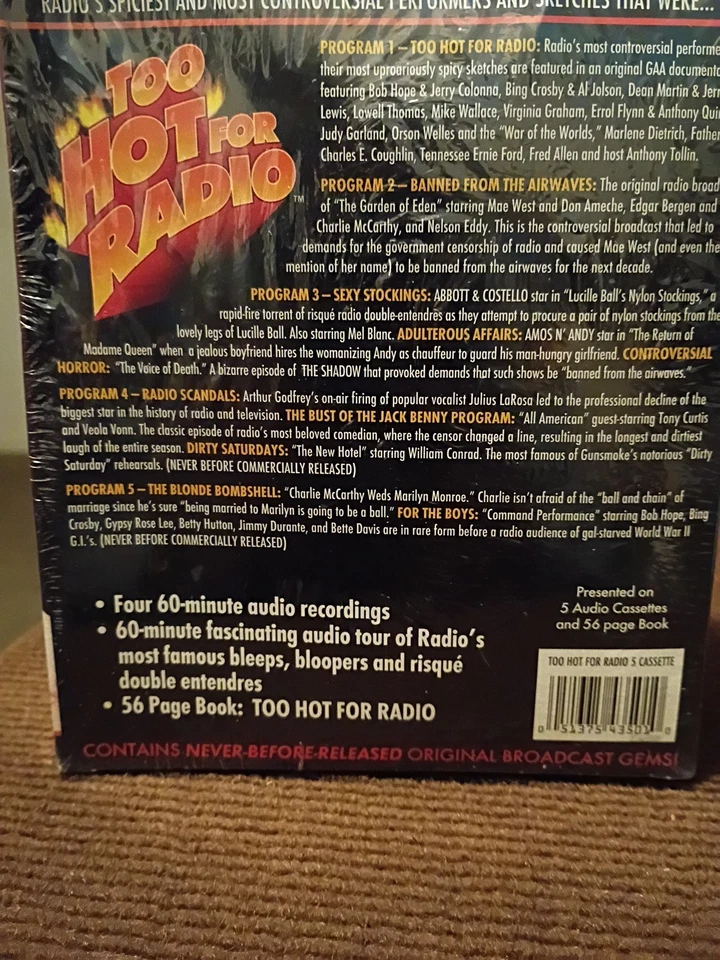 RADIO'S SPICIEST AND MOST CONTROVERSIAL PERFORMERS AND SKETCHES THAT WERE...
TOO
HOT FOR
RADIO™
PROGRAM 1 – TOO HOT FOR RADIO: Radio's most controversial
their most uproariously spicy sketches are featured in an original GAA
featuring Bob Hope & Jerry Colonna, Bing Crosby & Al Jolson, Dean Martin &
Lewis, Lowell Thomas, Mike Wallace, Virginia Graham, Errol Flynn & Anthony
Judy Garland, Orson Welles and the "War of the Worlds," Marlene Dietrich, Father
Charles E. Coughlin, Tennessee Ernie Ford, Fred Allen and host Anthony Tollin.
PROGRAM 2 – BANNED FROM THE AIRWAVES: The original radio
of "The Garden of Eden" starring Mae West and Don Ameche, Edgar Bergen and
Charlie McCarthy, and Nelson Eddy. This is the controversial broadcast that led to
demands for the government censorship of radio and caused Mae West (and even the
mention of her name) to be banned from the airwaves for the next decade.
PROGRAM 3 – SEXY STOCKINGS: ABBOTT & COSTELLO star in "Lucille Ball's Nylon Stockings," a
rapid-fire torrent of risqué radio double-entendres as they attempt to procure a pair of nylon stockings from the
lovely legs of Lucille Ball. Also starring Mel Blanc. ADULTEROUS AFFAIRS: AMOS N' ANDY star in "The Return of
Madame Queen" when a jealous boyfriend hires the womanizing Andy as chauffeur to guard his man-hungry girlfriend. CONTROVERSIAL
HORROR: "The Voice of Death." A bizarre episode of THE SHADOW that provoked demands that such shows be "banned from the airwaves."
PROGRAM 4 – RADIO SCANDALS: Arthur Godfrey's on-air firing of popular vocalist Julius LaRosa led to the professional decline of the
biggest star in the history of radio and television. THE BUST OF THE JACK BENNY PROGRAM: "All American" guest-starring Tony Curtis
and Veola Vonn. The classic episode of radio's most beloved comedian, where the censor changed a line, resulting in the longest and dirtiest
laugh of the entire season. DIRTY SATURDAYS: "The New Hotel" starring William Conrad. The most famous of Gunsmoke's notorious "Dirty
Saturday" rehearsals. (NEVER BEFORE COMMERCIALLY RELEASED)
PROGRAM 5 – THE BLONDE BOMBSHELL: "Charlie McCarthy Weds Marilyn Monroe." Charlie isn't afraid of the "ball and chain" of
marriage since he's sure "being married to Marilyn is going to be a ball." FOR THE BOYS: "Command Performance" starring Bob Hope, Bing
Crosby, Gypsy Rose Lee, Betty Hutton, Jimmy Durante, and Bette Davis are in rare form before a radio audience of gal-starved World War II
G.I.'s. (NEVER BEFORE COMMERCIALLY RELEASED)
• Four 60-minute audio recordings
• 60-minute fascinating audio tour of Radio's
most famous bleeps, bloopers and risqué
double entendres
• 56 Page Book: TOO HOT FOR RADIO
Presented on
5 Audio Cassettes
and 56 page Book
TOO HOT FOR RADIO 5 CASSETTE
0 51375 43501 0
CONTAINS NEVER-BEFORE-RELEASED ORIGINAL BROADCAST GEMS!